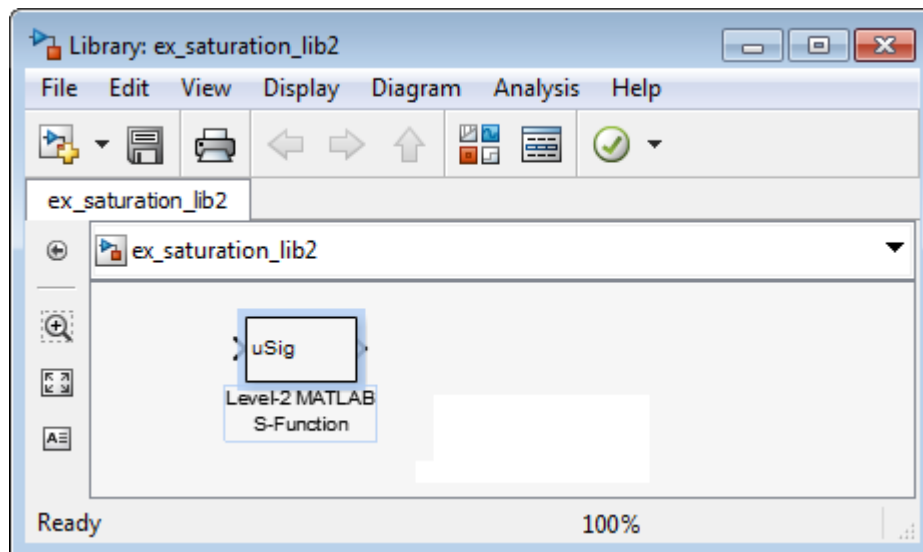 Library: ex_saturation_lib2
File Edit View Display Diagram Analysis Help
ex_saturation_lib2
ex_saturation_lib2
uSig
Level-2 MATLAB
S-Function
Ready 100%